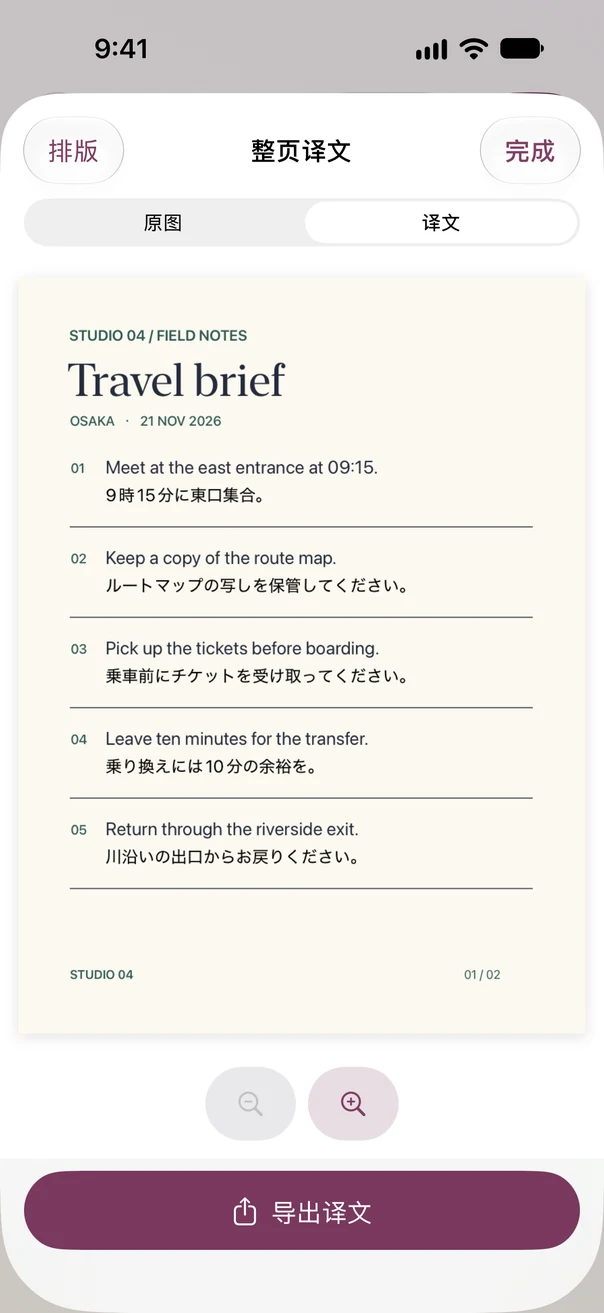 9:41
排版
整页译文
完成
原图
译文
STUDIO 04 / FIELD NOTES
Travel brief
OSAKA · 21 NOV 2026
01 Meet at the east entrance at 09:15.
9時15分に東口集合。
02 Keep a copy of the route map.
ルートマップの写しを保管してください。
03 Pick up the tickets before boarding.
乗車前にチケットを受け取ってください。
04 Leave ten minutes for the transfer.
乗り換えには10分の余裕を。
05 Return through the riverside exit.
川沿いの出口からお戻りください。
STUDIO 04
01 / 02
导出译文